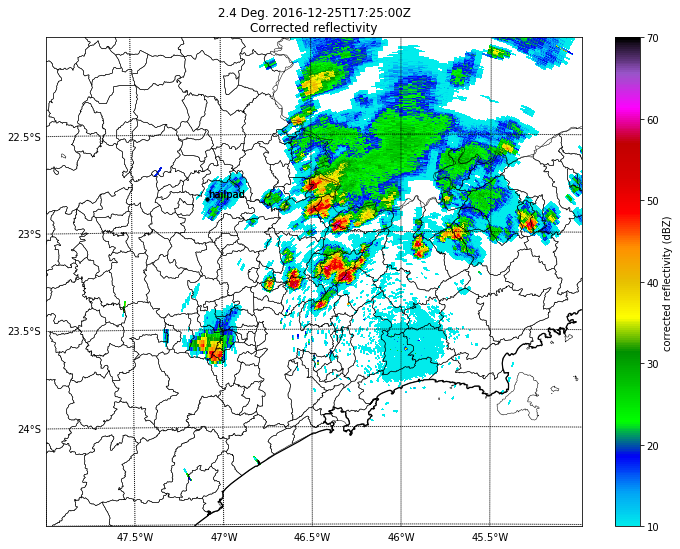 2.4 Deg. 2016-12-25T17:25:00Z
Corrected reflectivity
22.5°S
23°S
23.5°S
24°S
47.5°W
47°W
46.5°W
46°W
45.5°W
hailpad
70
60
50
40
30
20
10
corrected reflectivity (dBZ)